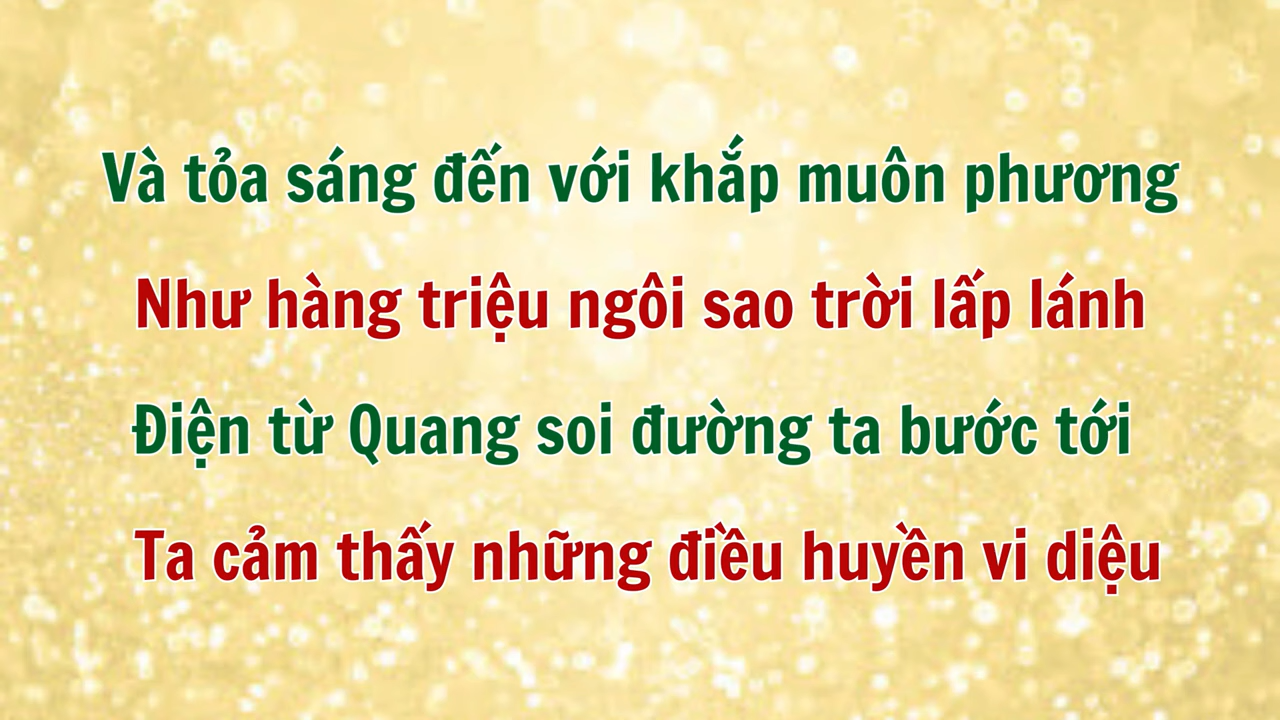 Và tỏa sáng đến với khắp muôn phương
Như hàng triệu ngôi sao trời lấp lánh
Điện từ Quang soi đường ta bước tới
Ta cảm thấy những điều huyền vi diệu